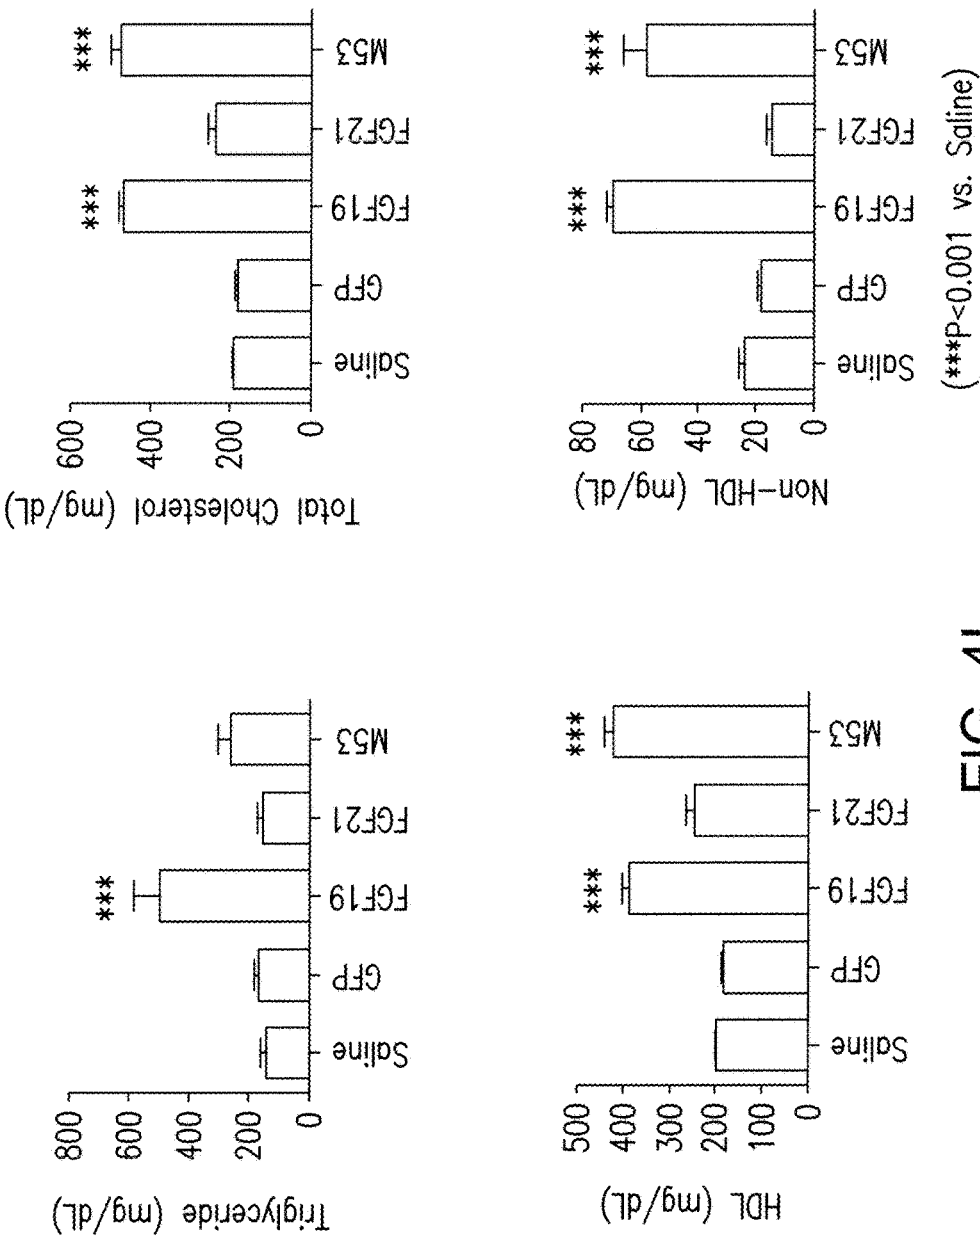 Triglyceride (mg/dL)
800
600
400
200
0
***
Saline
GFP
FGF19
FGF21
M53
Total Cholesterol (mg/dL)
600
400
200
0
***
***
Saline
GFP
FGF19
FGF21
M53
HDL (mg/dL)
500
400
300
200
100
0
***
***
Saline
GFP
FGF19
FGF21
M53
Non-HDL (mg/dL)
80
60
40
20
0
***
***
Saline
GFP
FGF19
FGF21
M53
(***P<0.001 vs. Saline)
FIG.